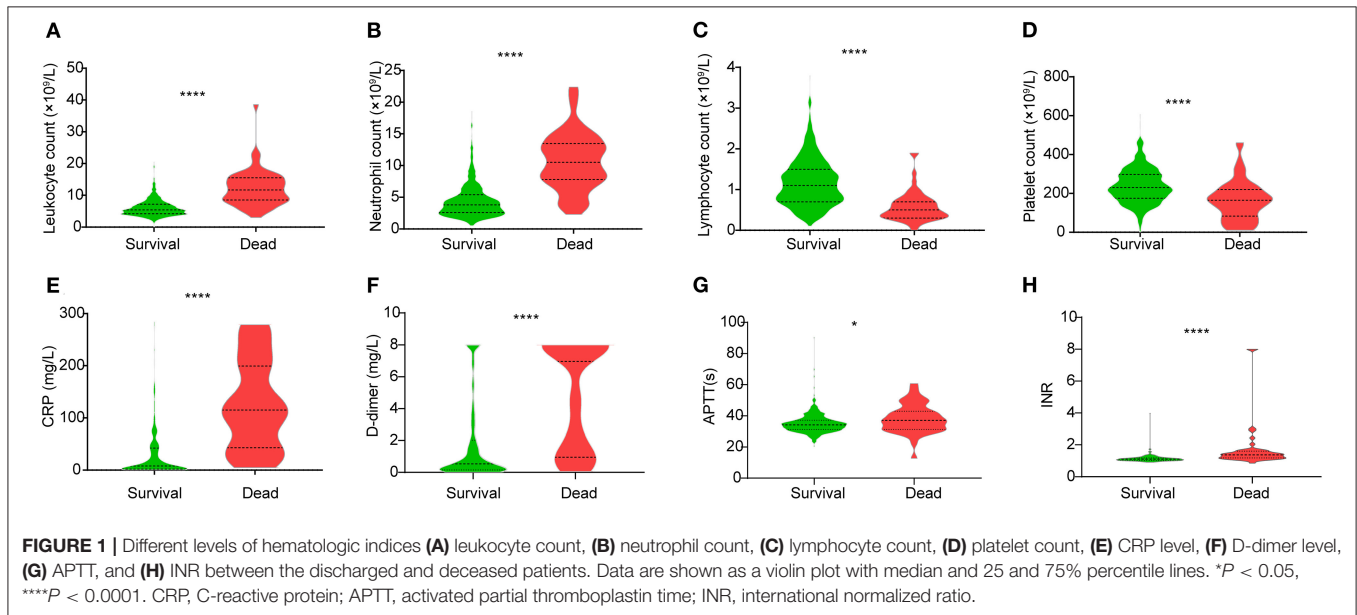 A
****
Leukocyte count (×10⁹/L)
50
40
30
20
10
0
Survival
Dead
B
****
Neutrophil count (×10⁹/L)
25
20
15
10
5
0
Survival
Dead
C
****
Lymphocyte count (×10⁹/L)
4
3
2
1
0
Survival
Dead
D
****
Platelet count (×10⁹/L)
800
600
400
200
0
Survival
Dead
E
****
CRP (mg/L)
300
200
100
0
Survival
Dead
F
****
D-dimer (mg/L)
10
8
6
4
2
0
Survival
Dead
G
*
APTT(s)
100
80
60
40
20
0
Survival
Dead
H
****
INR
10
8
6
4
2
0
Survival
Dead
FIGURE 1 | Different levels of hematologic indices (A) leukocyte count, (B) neutrophil count, (C) lymphocyte count, (D) platelet count, (E) CRP level, (F) D-dimer level,
(G) APTT, and (H) INR between the discharged and deceased patients. Data are shown as a violin plot with median and 25 and 75% percentile lines. *P < 0.05,
****P < 0.0001. CRP, C-reactive protein; APTT, activated partial thromboplastin time; INR, international normalized ratio.